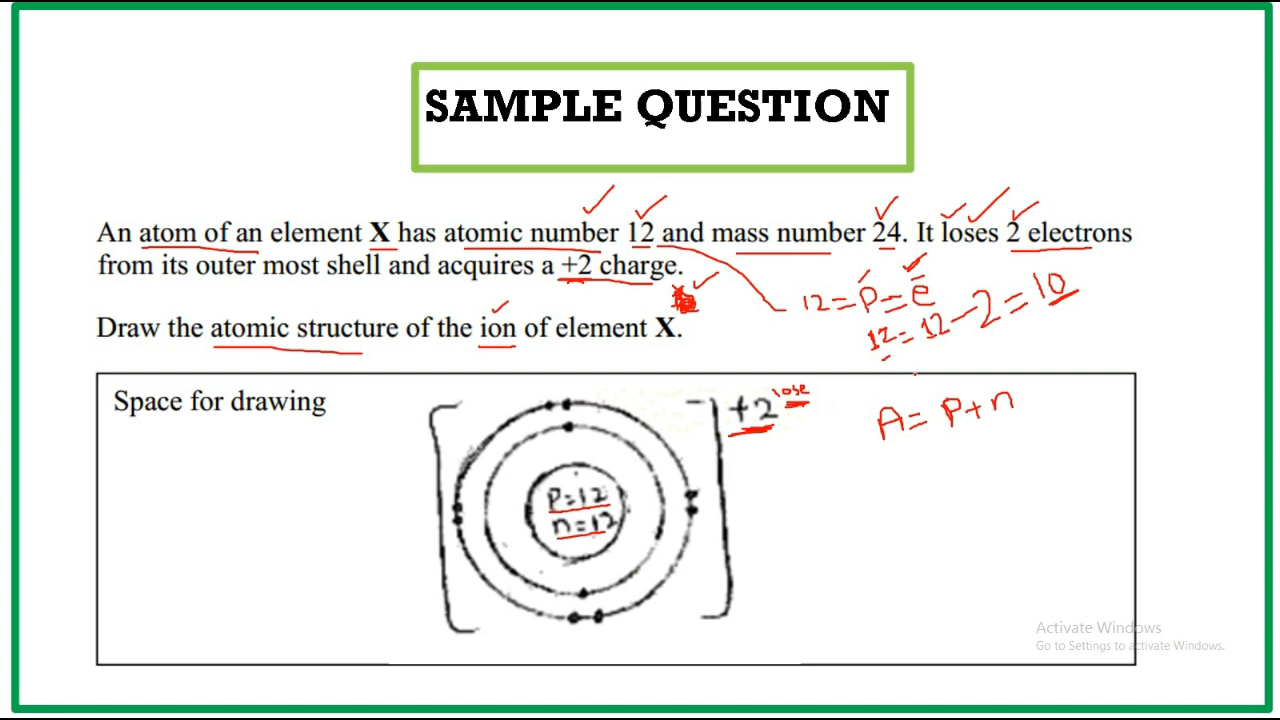 SAMPLE QUESTION
An atom of an element X has atomic number 12 and mass number 24. It loses 2 electrons
from its outer most shell and acquires a +2 charge.
12 = P = e
12 = 12 - 2 = 10
Draw the atomic structure of the ion of element X.
Space for drawing
+2 lose
A = P + n
P = 12
n = 12
Activate Windows
Go to Settings to activate Windows.